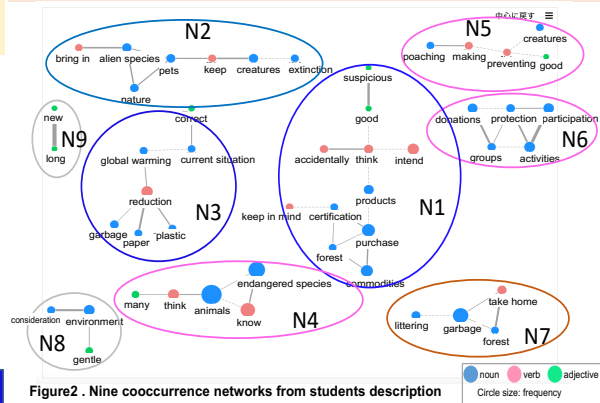 中心に戻す
N2
N5
creatures
bring in
alien species
poaching
making
preventing
good
pets
keep
creatures
extinction
suspicious
nature
new
N9
long
correct
good
donations
protection
participation
N6
groups
activities
global warming
current situation
accidentally
think
intend
reduction
N3
products
N1
garbage
paper
plastic
keep in mind
certification
purchase
forest
commodities
endangered species
many
think
animals
know
N4
take home
littering
garbage
forest
N7
consideration
environment
N8
gentle
noun
verb
adjective
Circle size: frequency
Figure2 . Nine cooccurrence networks from students description